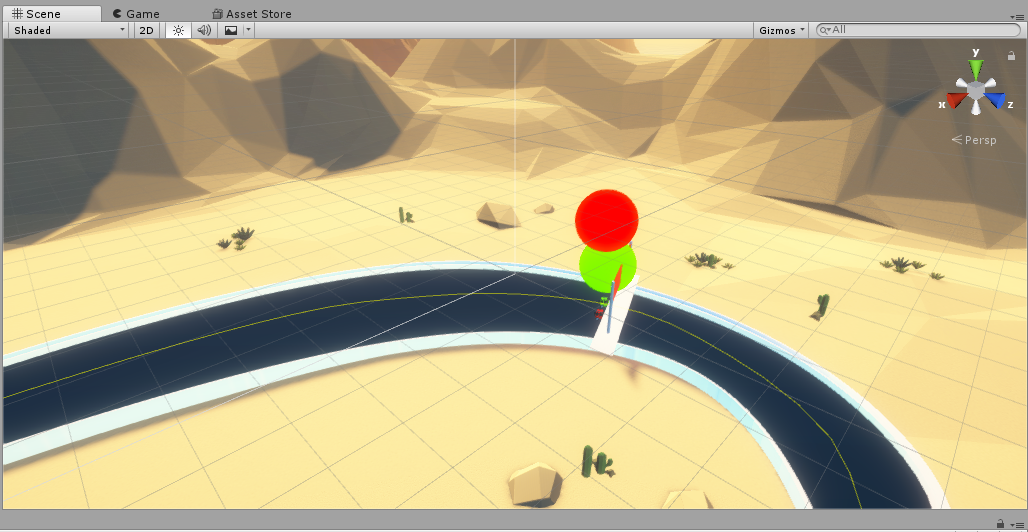 Scene Game Asset Store
Shaded 2D Gizmos All
y
x z
Persp